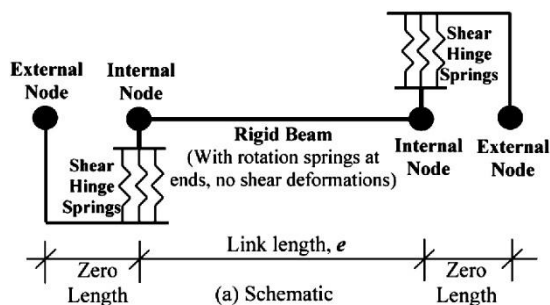 External
Node
Internal
Node
Shear
Hinge
Springs
Rigid Beam
(With rotation springs at
ends, no shear deformations)
Shear
Hinge
Springs
Internal
Node
External
Node
Zero
Length
Link length, e
Zero
Length
(a) Schematic